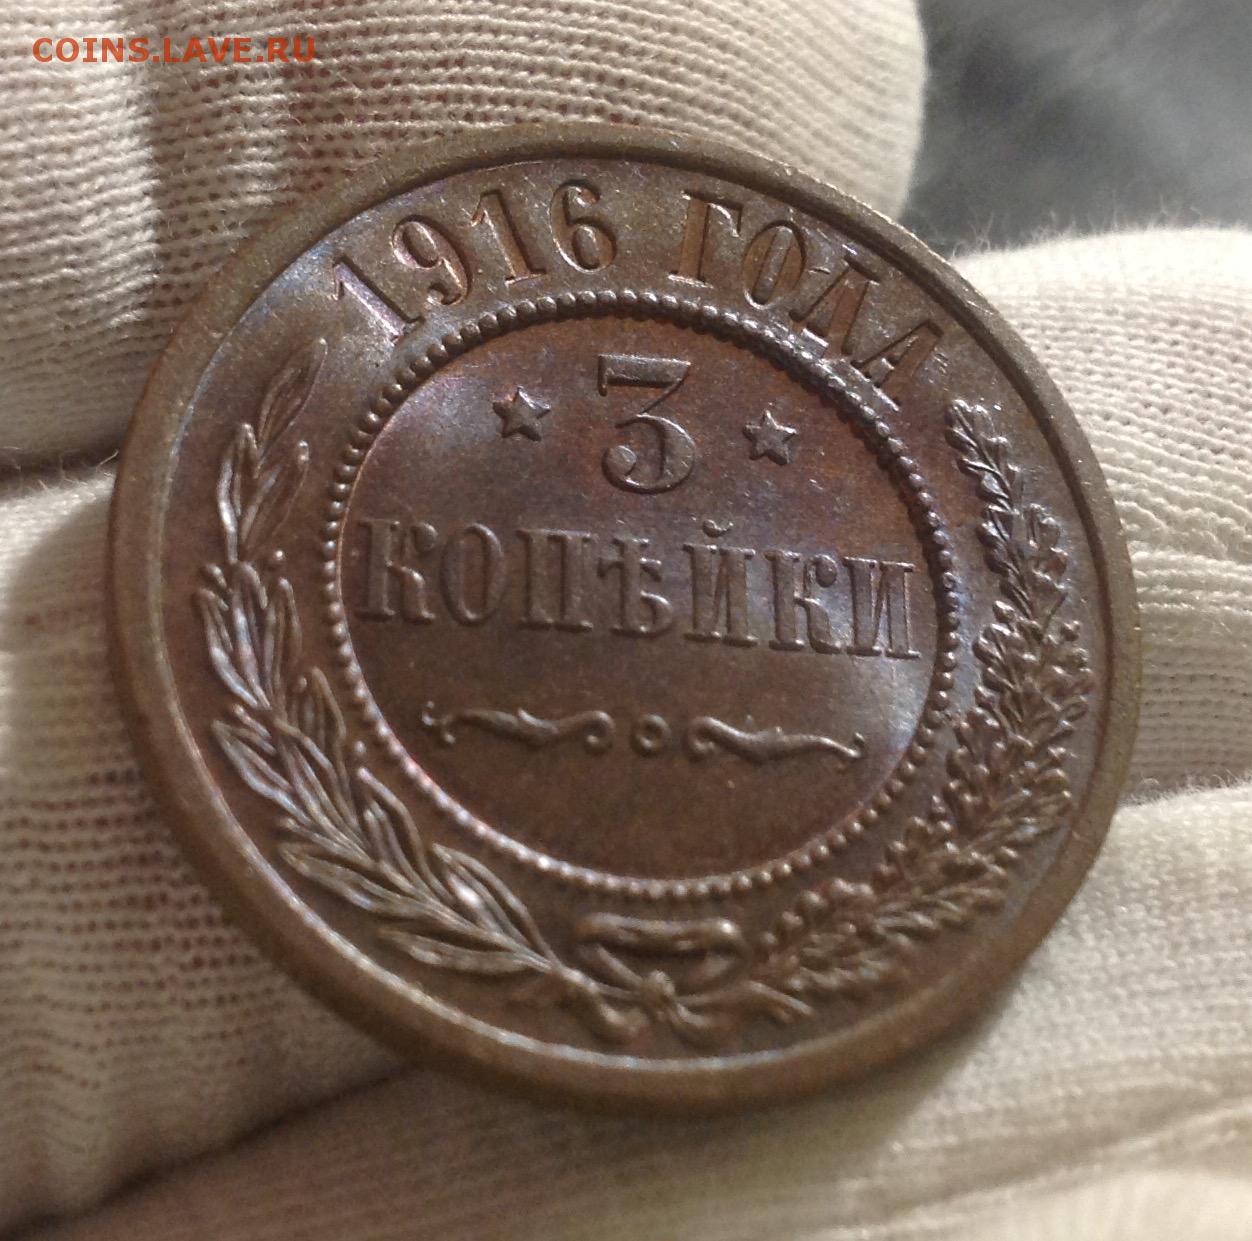 COINS.LAVE.RU
1916 ГОДА
3
КОПѢЙКИ